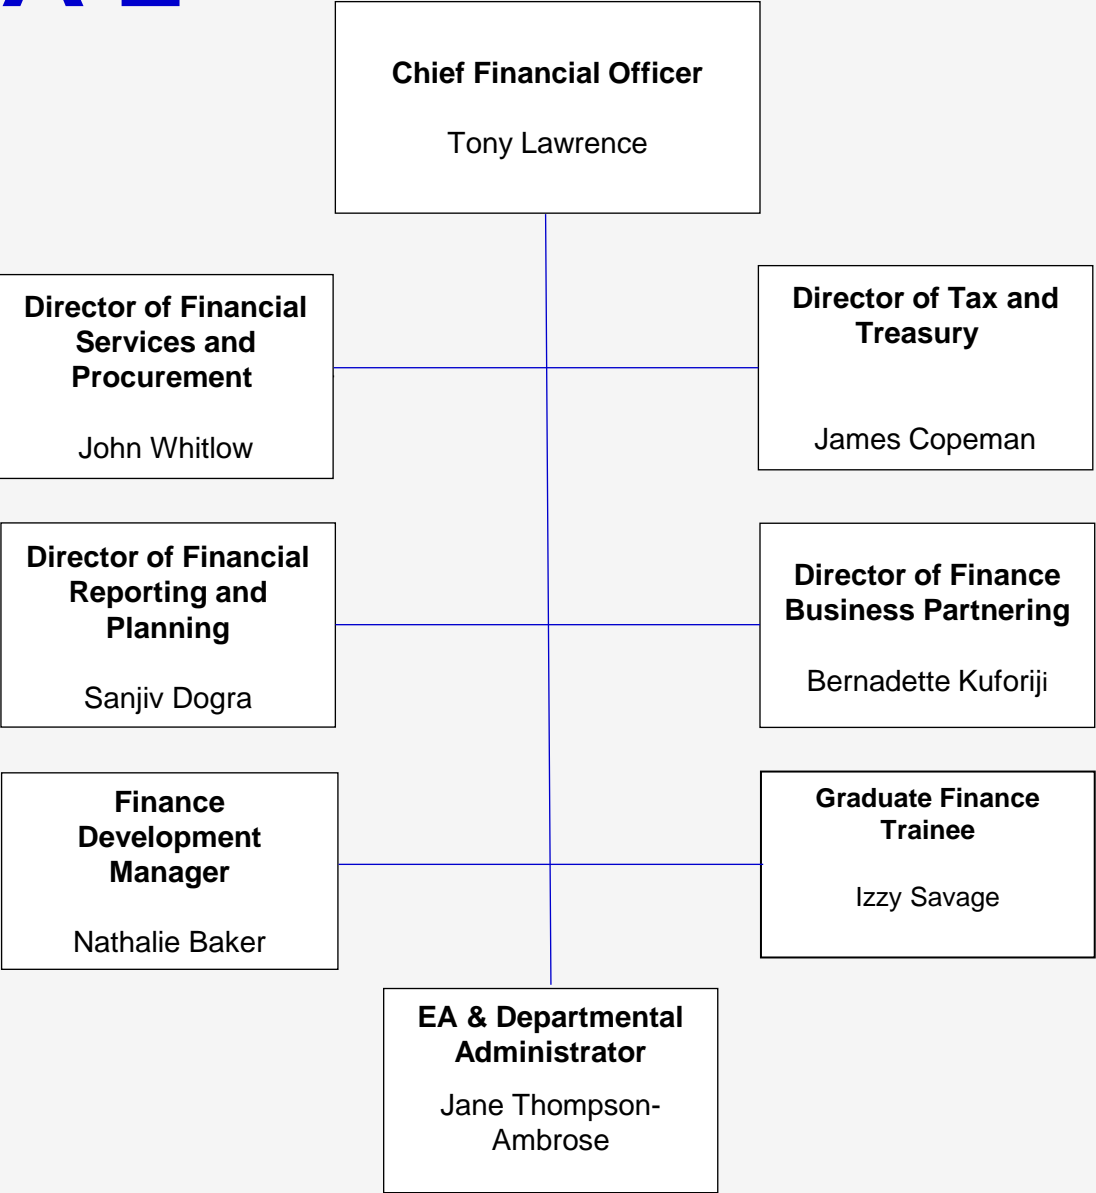 Chief Financial Officer
Tony Lawrence
Director of Financial
Services and
Procurement
John Whitlow
Director of Tax and
Treasury
James Copeman
Director of Financial
Reporting and
Planning
Sanjiv Dogra
Director of Finance
Business Partnering
Bernadette Kuforiji
Finance
Development
Manager
Nathalie Baker
Graduate Finance
Trainee
Izzy Savage
EA & Departmental
Administrator
Jane Thompson-
Ambrose